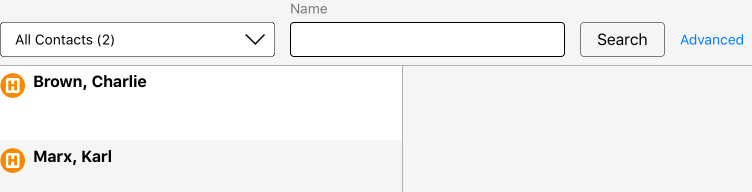 Name
All Contacts (2)
Search
Advanced
H Brown, Charlie
H Marx, Karl